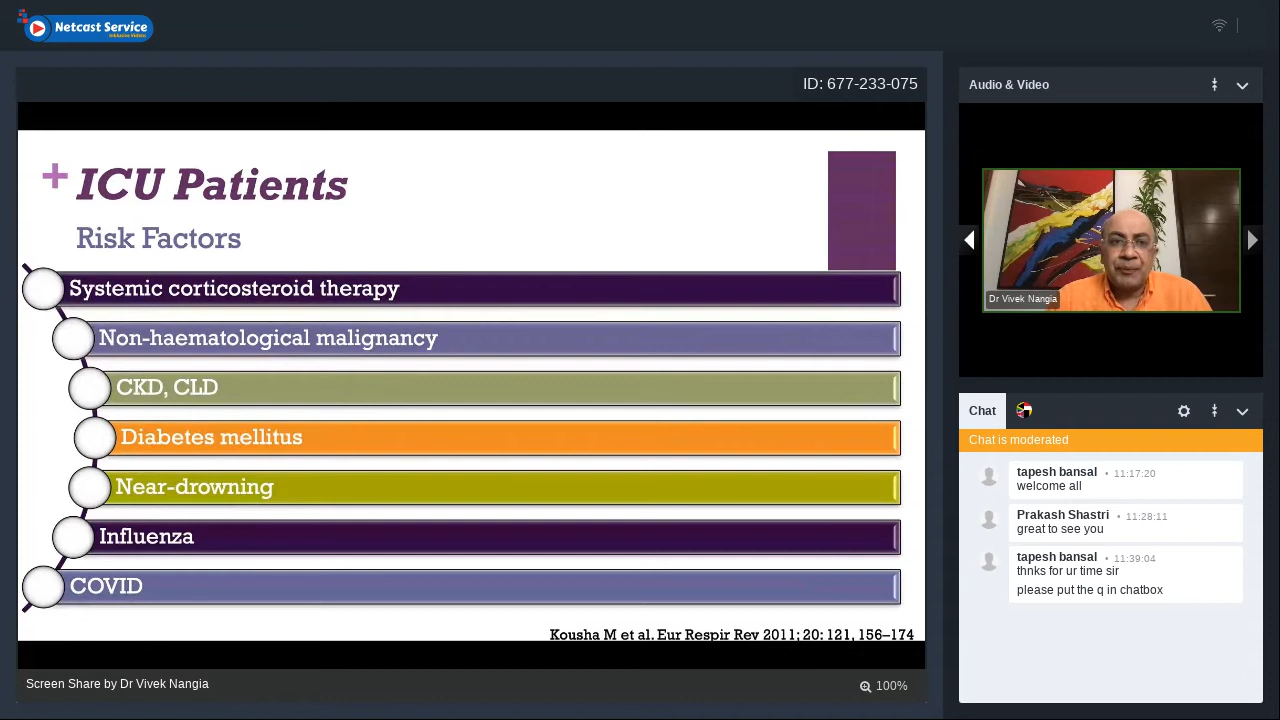 Netcast Service
ID: 677-233-075
+ ICU Patients
Risk Factors
Systemic corticosteroid therapy
Non-haematological malignancy
CKD, CLD
Diabetes mellitus
Near-drowning
Influenza
COVID
Kousha M et al. Eur Respir Rev 2011; 20: 121, 156–174
Screen Share by Dr Vivek Nangia
100%
Audio & Video
Dr Vivek Nangia
Chat
Chat is moderated
tapesh bansal • 11:17:20
welcome all
Prakash Shastri • 11:28:11
great to see you
tapesh bansal • 11:39:04
thnks for ur time sir
please put the q in chatbox